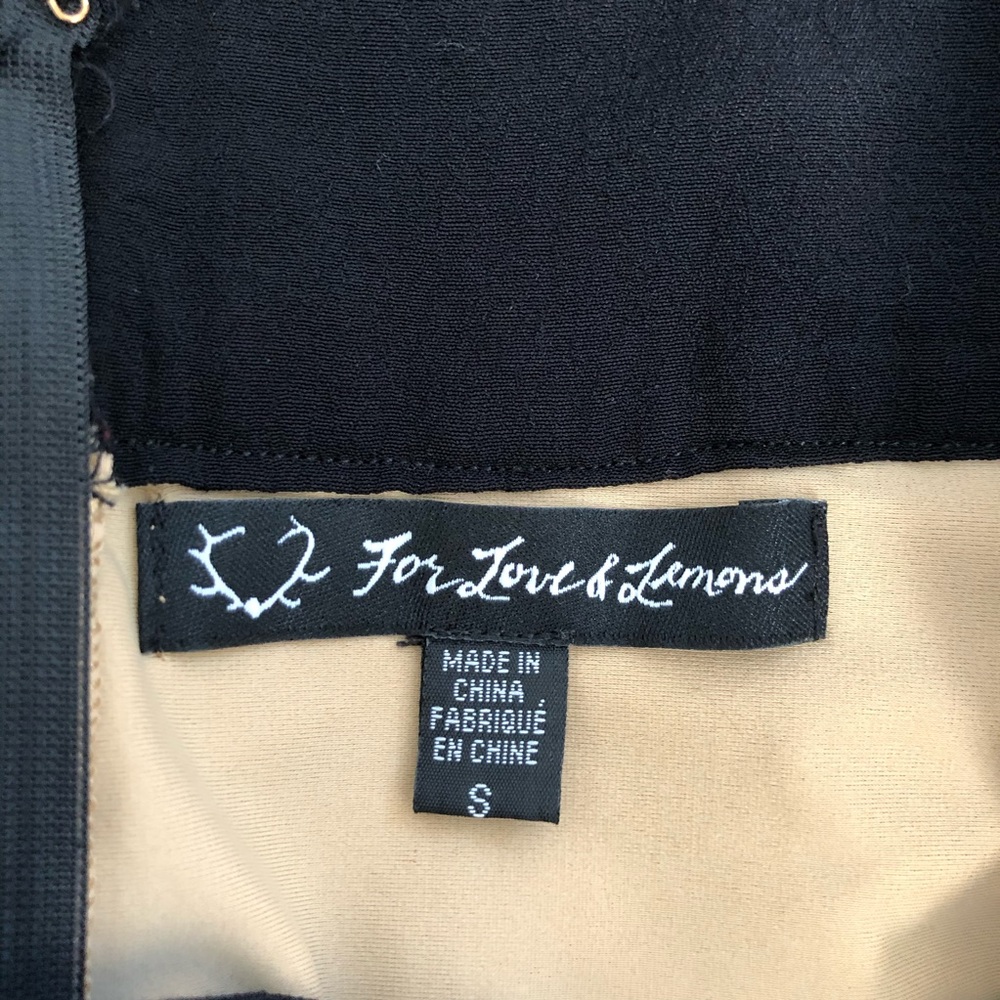 For Love & Lemons
MADE IN
CHINA
FABRIQUÉ
EN CHINE
S